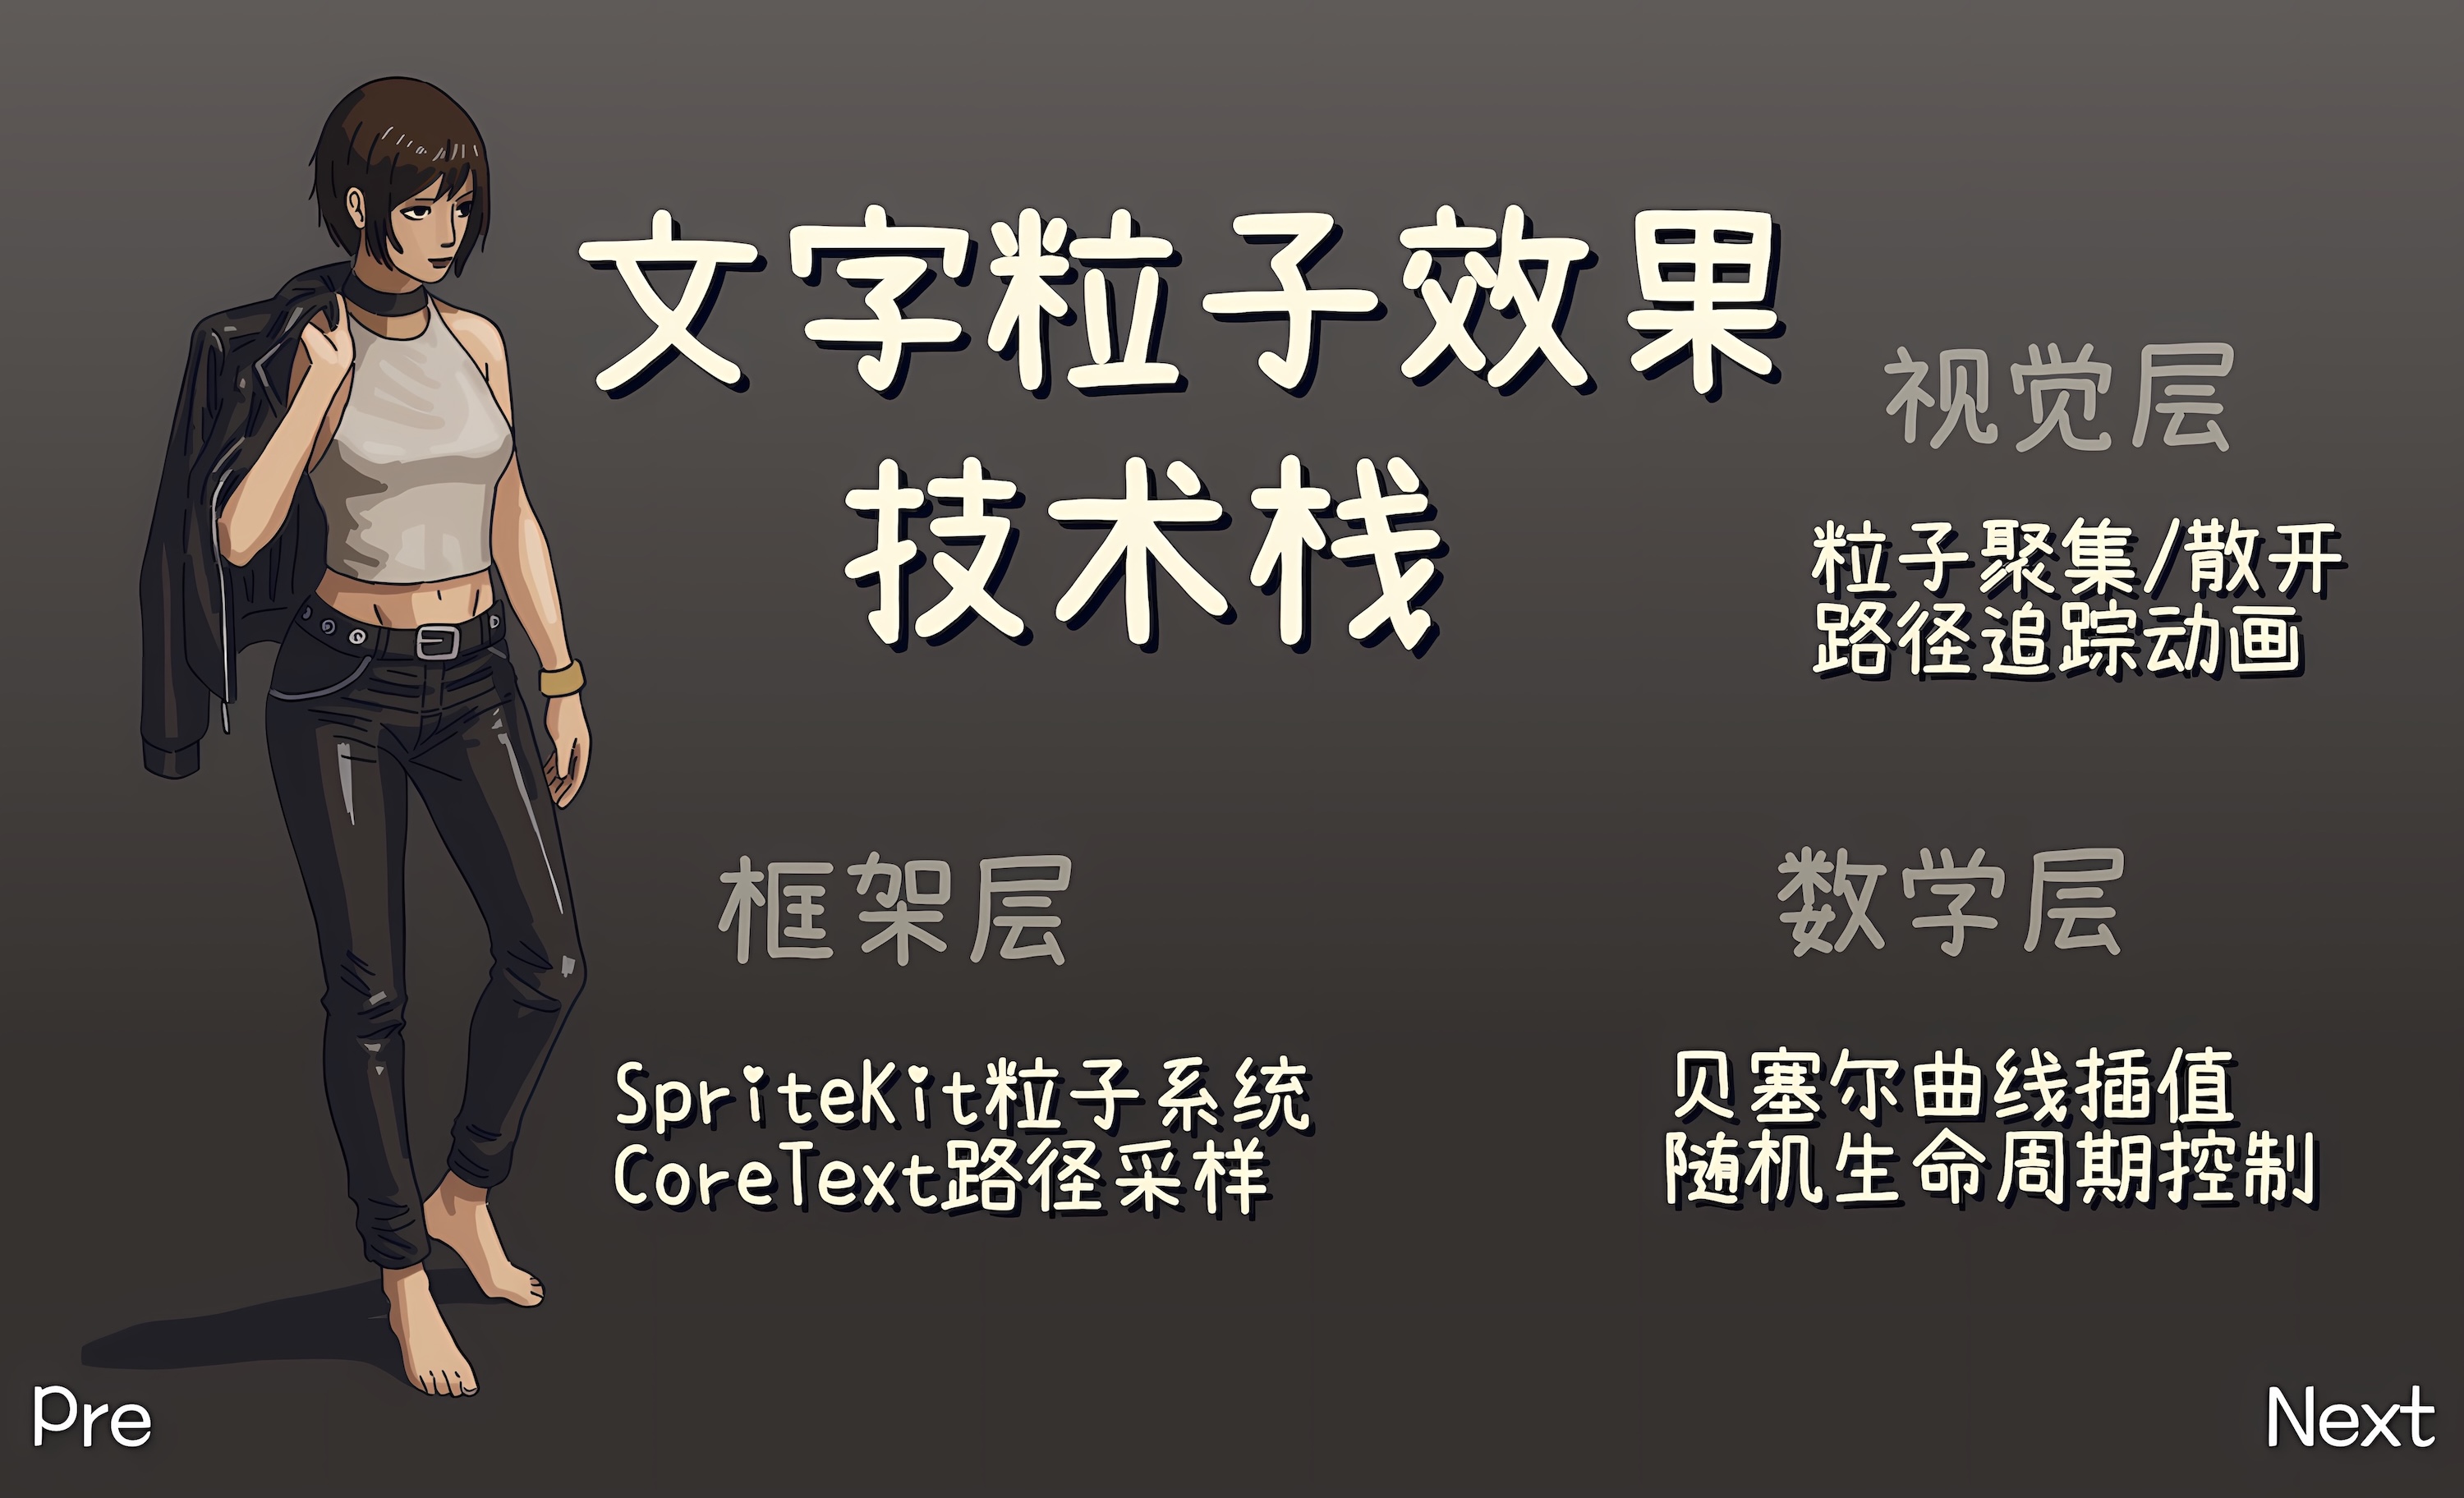 文字粒子效果
技术栈
视觉层
粒子聚集/散开
路径追踪动画
框架层
SpriteKit粒子系统
CoreText路径采样
数学层
贝塞尔曲线插值
随机生命周期控制
Pre
Next